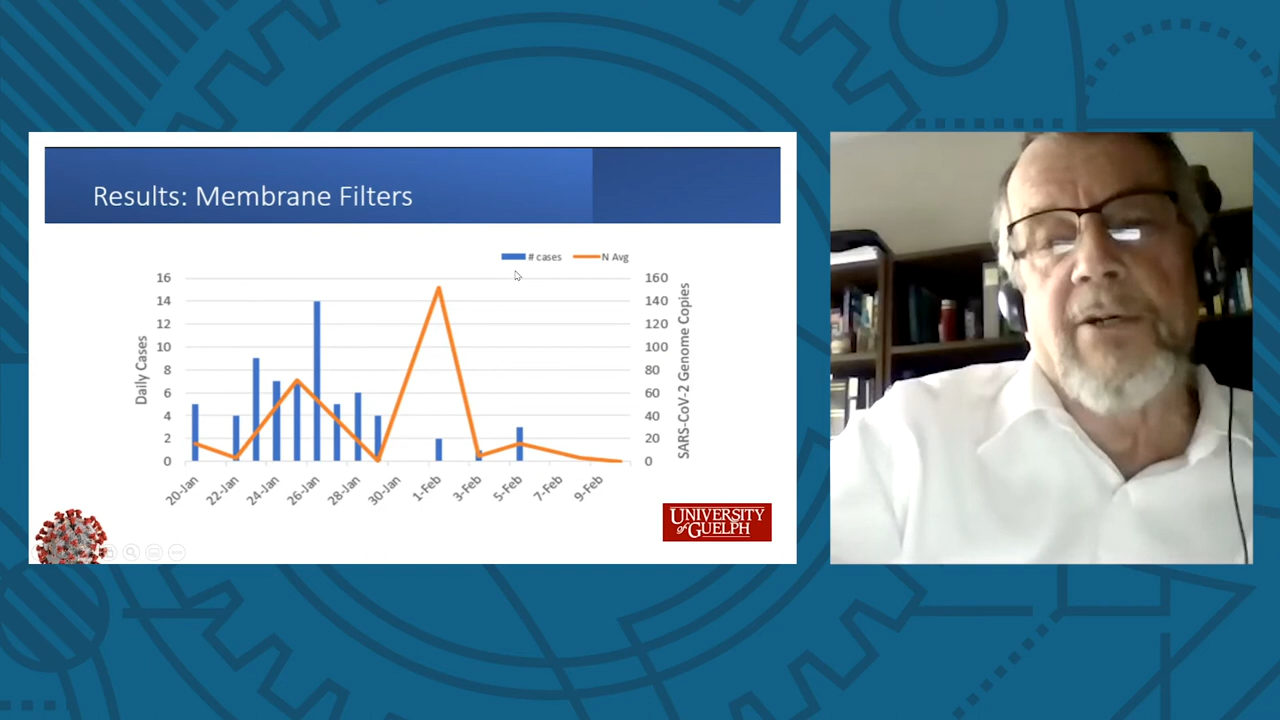 Results: Membrane Filters
# cases
N Avg
16
14
12
10
8
6
4
2
0
Daily Cases
160
140
120
100
80
60
40
20
0
SARS-CoV-2 Genome Copies
20-Jan
22-Jan
24-Jan
26-Jan
28-Jan
30-Jan
1-Feb
3-Feb
5-Feb
7-Feb
9-Feb
UNIVERSITY
of GUELPH